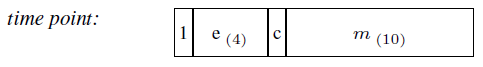 time point: 1 e (4) c m (10)